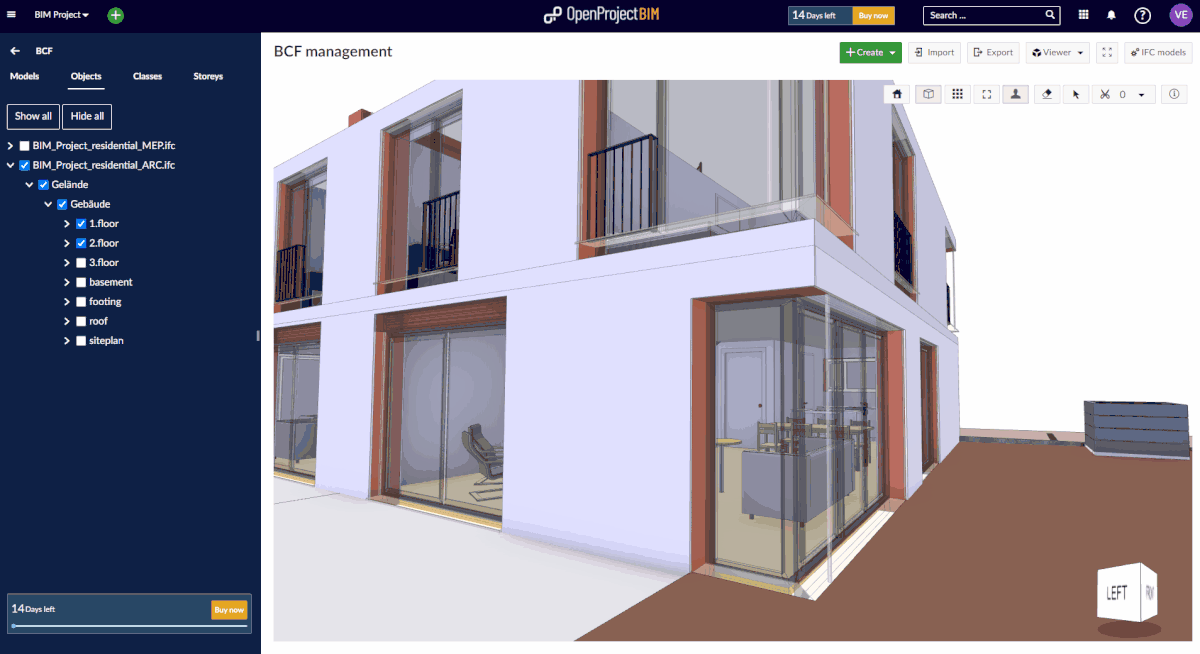 BIM Project
OpenProject BIM
14 Days left
Buy now
Search ...
?
VE
BCF
BCF management
+ Create
Import
Export
Viewer
IFC models
Models
Objects
Classes
Storeys
Show all
Hide all
0
BIM_Project_residential_MEP.ifc
BIM_Project_residential_ARC.ifc
Gelände
Gebäude
1.floor
2.floor
3.floor
basement
footing
roof
siteplan
LEFT
14 Days left
Buy now